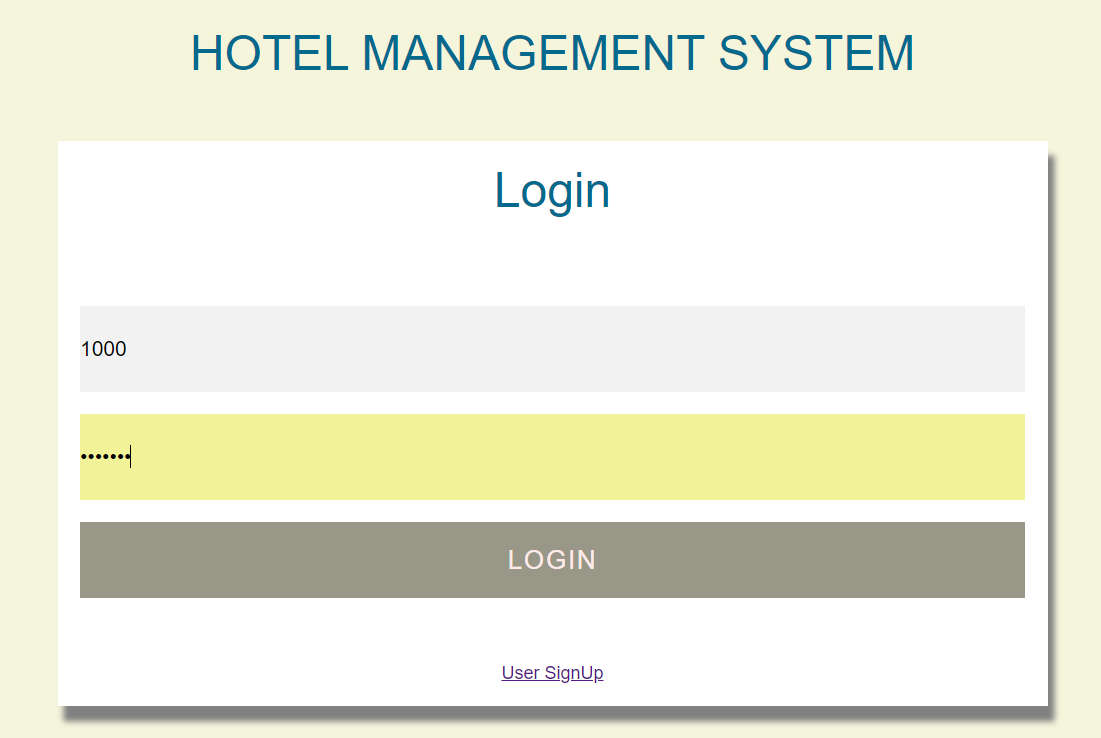 HOTEL MANAGEMENT SYSTEM
Login
1000
•••••••
LOGIN
User SignUp